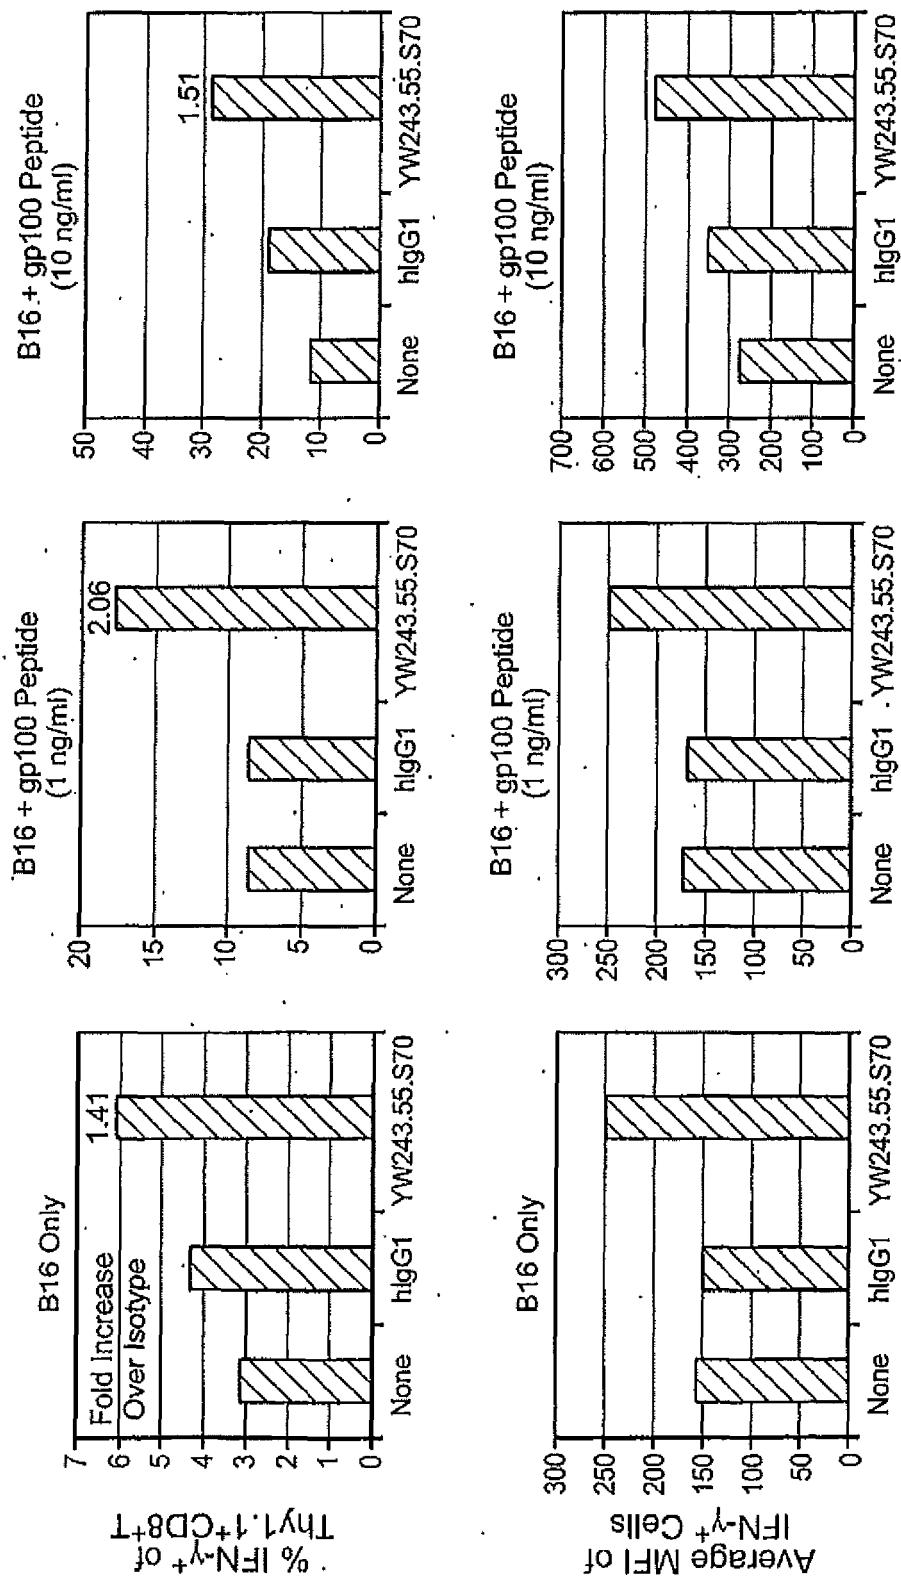 B16 Only
% IFN-γ⁺ of
Thy1.1⁺CD8⁺T
7
6
5
4
3
2
1
0
Fold Increase
Over Isotype
1.41
None
hIgG1
YW243.55.S70
B16 + gp100 Peptide
(1 ng/ml)
20
15
10
5
0
2.06
None
hIgG1
YW243.55.S70
B16 + gp100 Peptide
(10 ng/ml)
50
40
30
20
10
0
1.51
None
hIgG1
YW243.55.S70
B16 Only
Average MFI of
IFN-γ⁺ Cells
300
250
200
150
100
50
0
None
hIgG1
YW243.55.S70
B16 + gp100 Peptide
(1 ng/ml)
300
250
200
150
100
50
0
None
hIgG1
YW243.55.S70
B16 + gp100 Peptide
(10 ng/ml)
700
600
500
400
300
200
100
0
None
hIgG1
YW243.55.S70